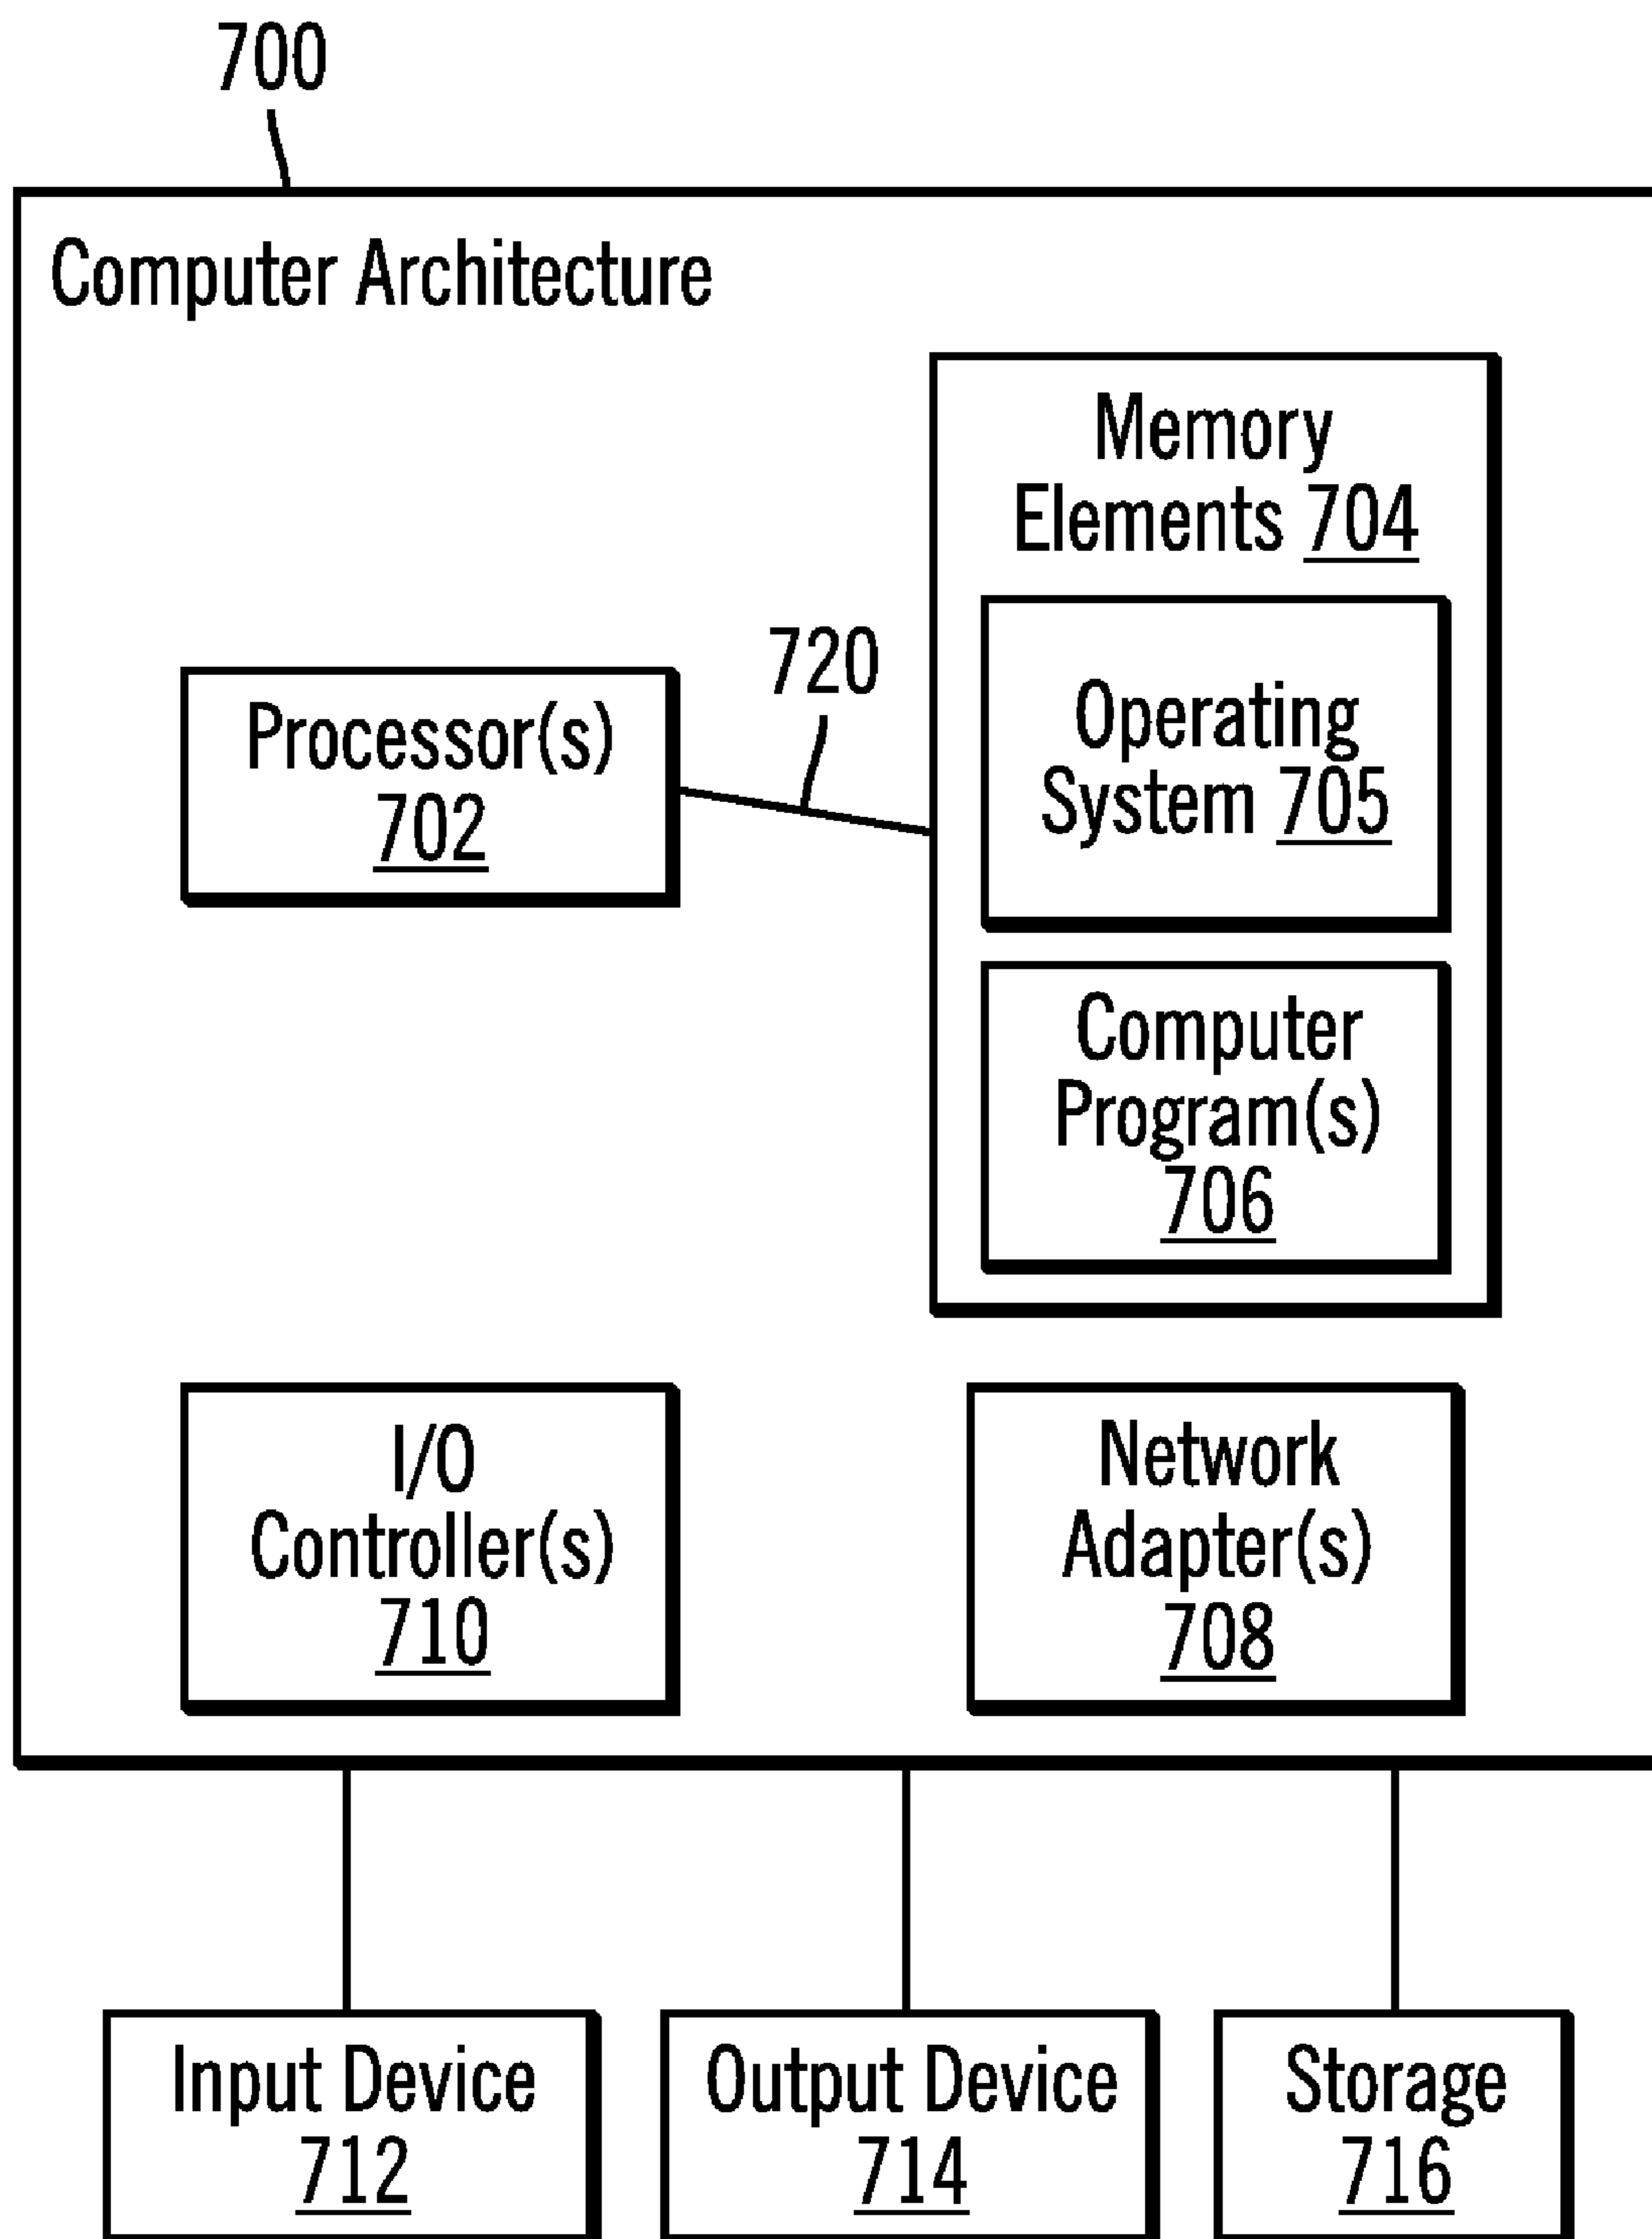 700
Computer Architecture
Memory
Elements 704
720
Operating
System 705
Processor(s)
702
Computer
Program(s)
706
I/O
Controller(s)
710
Network
Adapter(s)
708
Input Device
712
Output Device
714
Storage
716